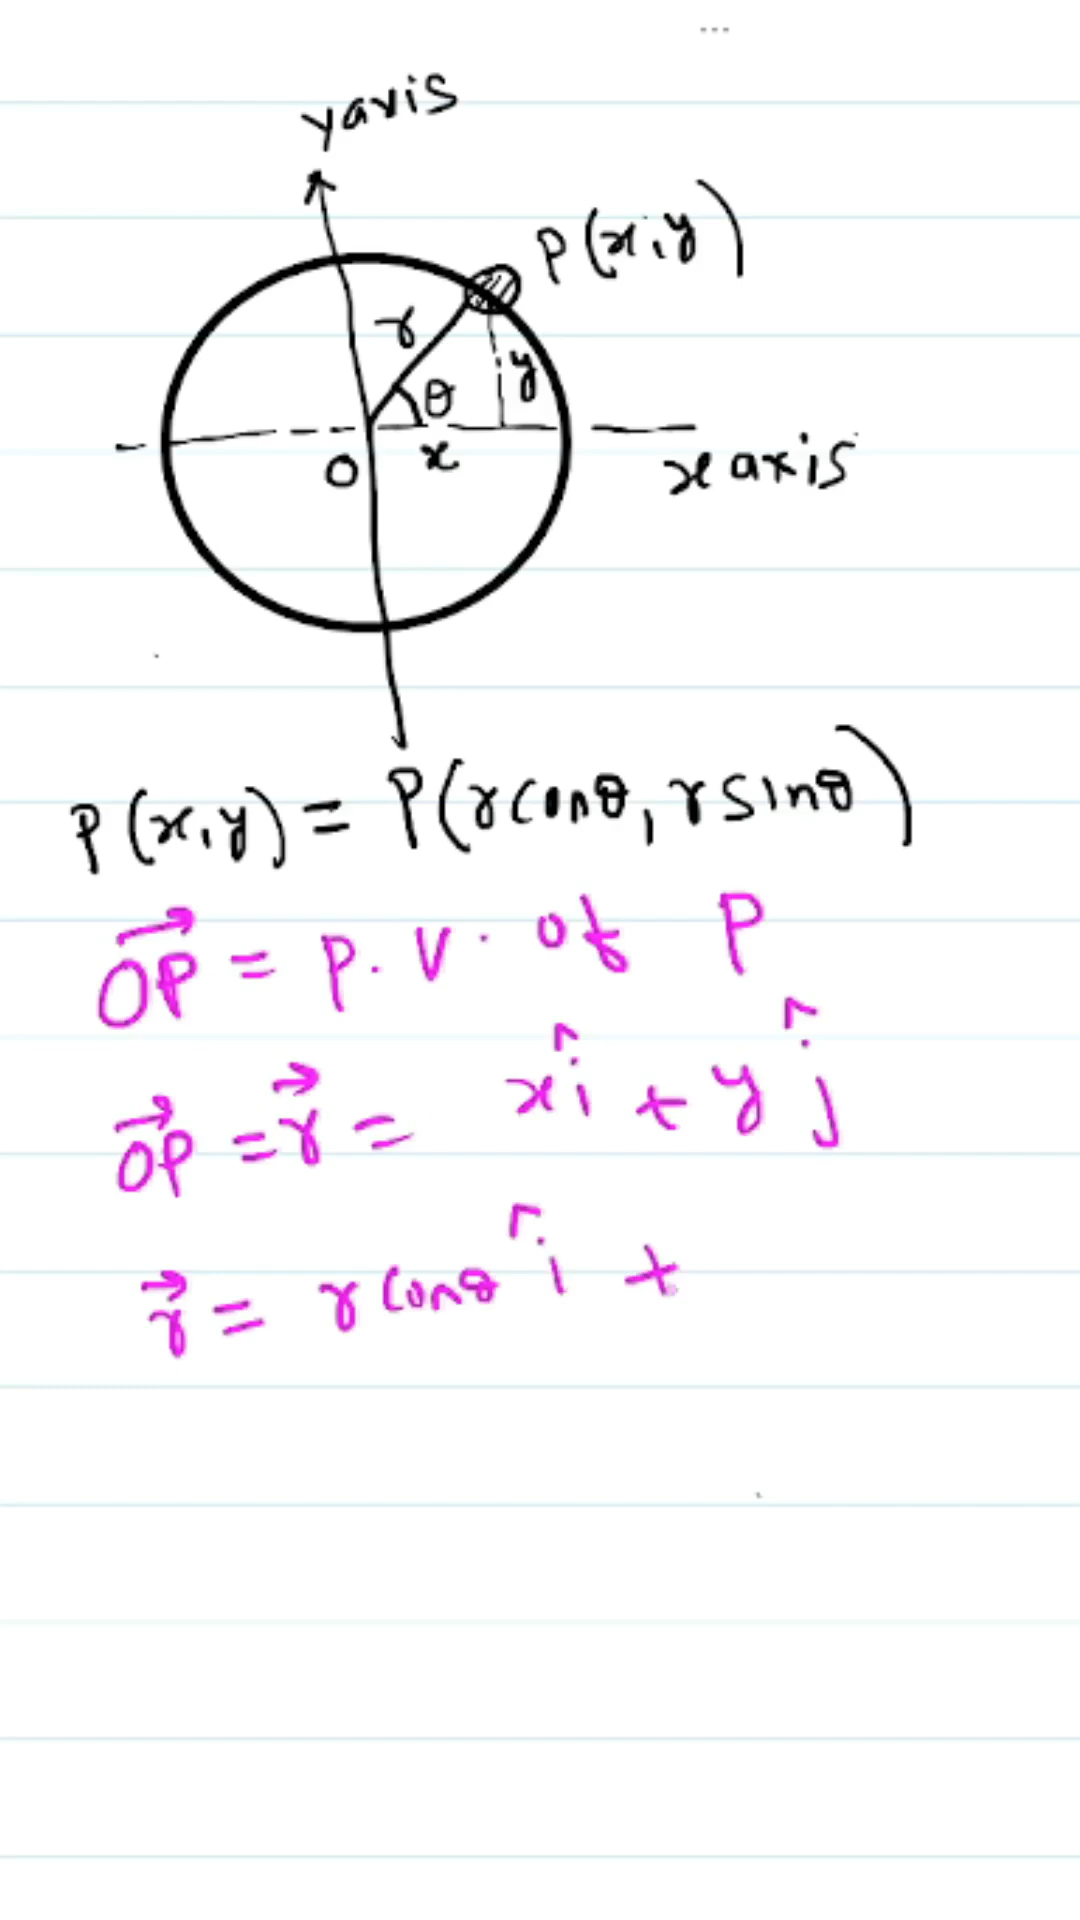 y axis
P(x,y)
r
y
θ
O
x
x axis
P(x,y) = P(r cosθ, r sinθ)
→OP = P.V. of P
→OP = →r = xî + yĵ
→r = r cosθ î +